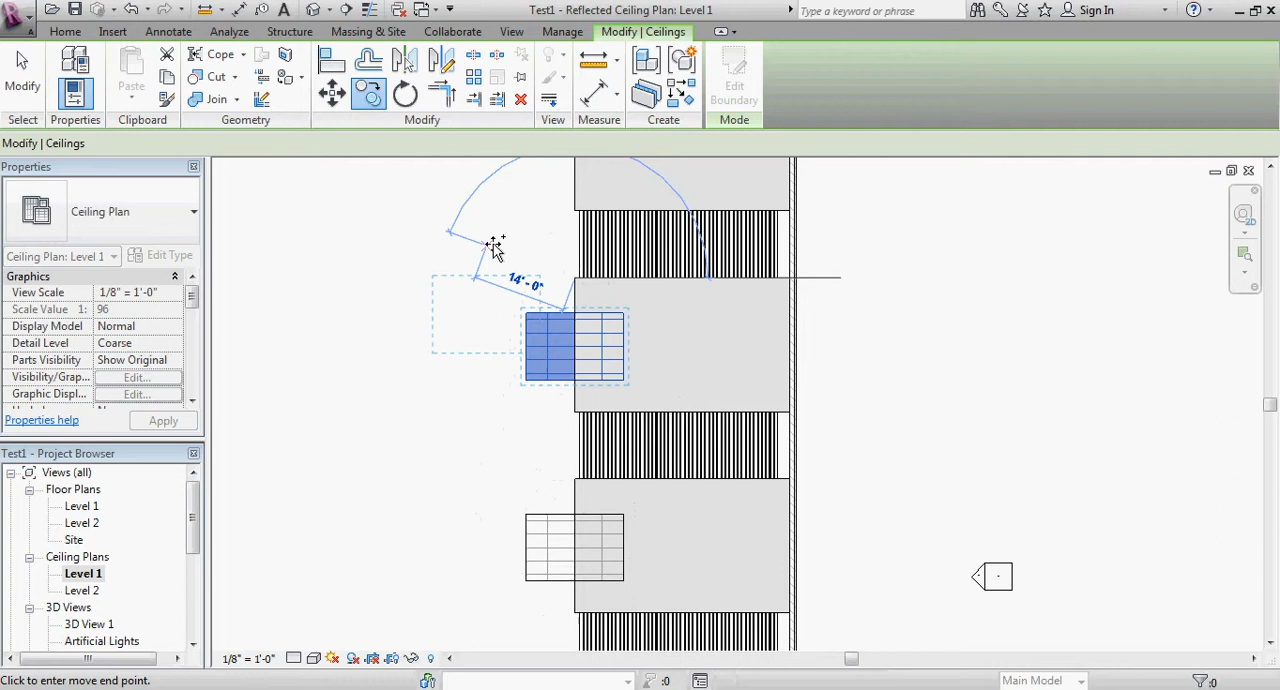 Test1 - Reflected Ceiling Plan: Level 1
Type a keyword or phrase
Sign In
Home
Insert
Annotate
Analyze
Structure
Massing & Site
Collaborate
View
Manage
Modify | Ceilings
Modify
Cope
Cut
Join
Paste
Edit
Boundary
Select
Properties
Clipboard
Geometry
Modify
View
Measure
Create
Mode
Modify | Ceilings
Properties
Ceiling Plan
Ceiling Plan: Level 1
Edit Type
Graphics
View Scale
1/8" = 1'-0"
Scale Value 1:
96
Display Model
Normal
Detail Level
Coarse
Parts Visibility
Show Original
Visibility/Grap...
Edit...
Graphic Displ...
Edit...
Properties help
Apply
14' - 0"
Test1 - Project Browser
Views (all)
Floor Plans
Level 1
Level 2
Site
Ceiling Plans
Level 1
Level 2
3D Views
3D View 1
Artificial Lights
2D
1/8" = 1'-0"
Click to enter move end point.
:0
Main Model
:0